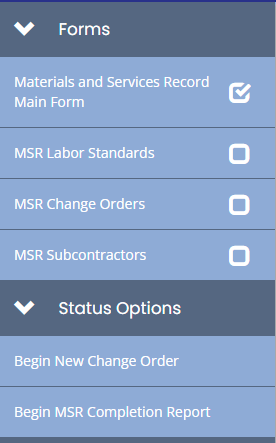 Forms
Materials and Services Record
Main Form
MSR Labor Standards
MSR Change Orders
MSR Subcontractors
Status Options
Begin New Change Order
Begin MSR Completion Report